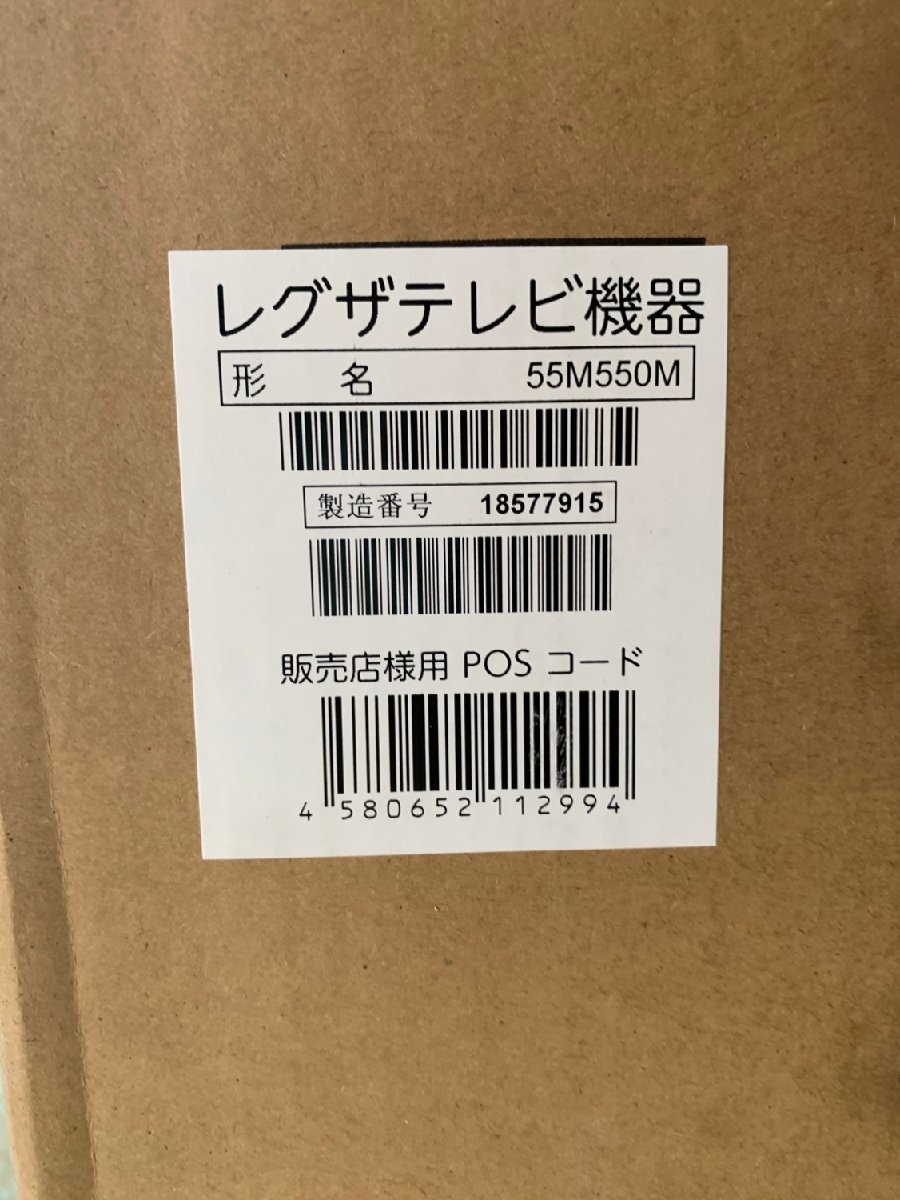 レグザテレビ機器
形 名 55M550M
製造番号 18577915
販売店様用 POS コード
4 580652 112994